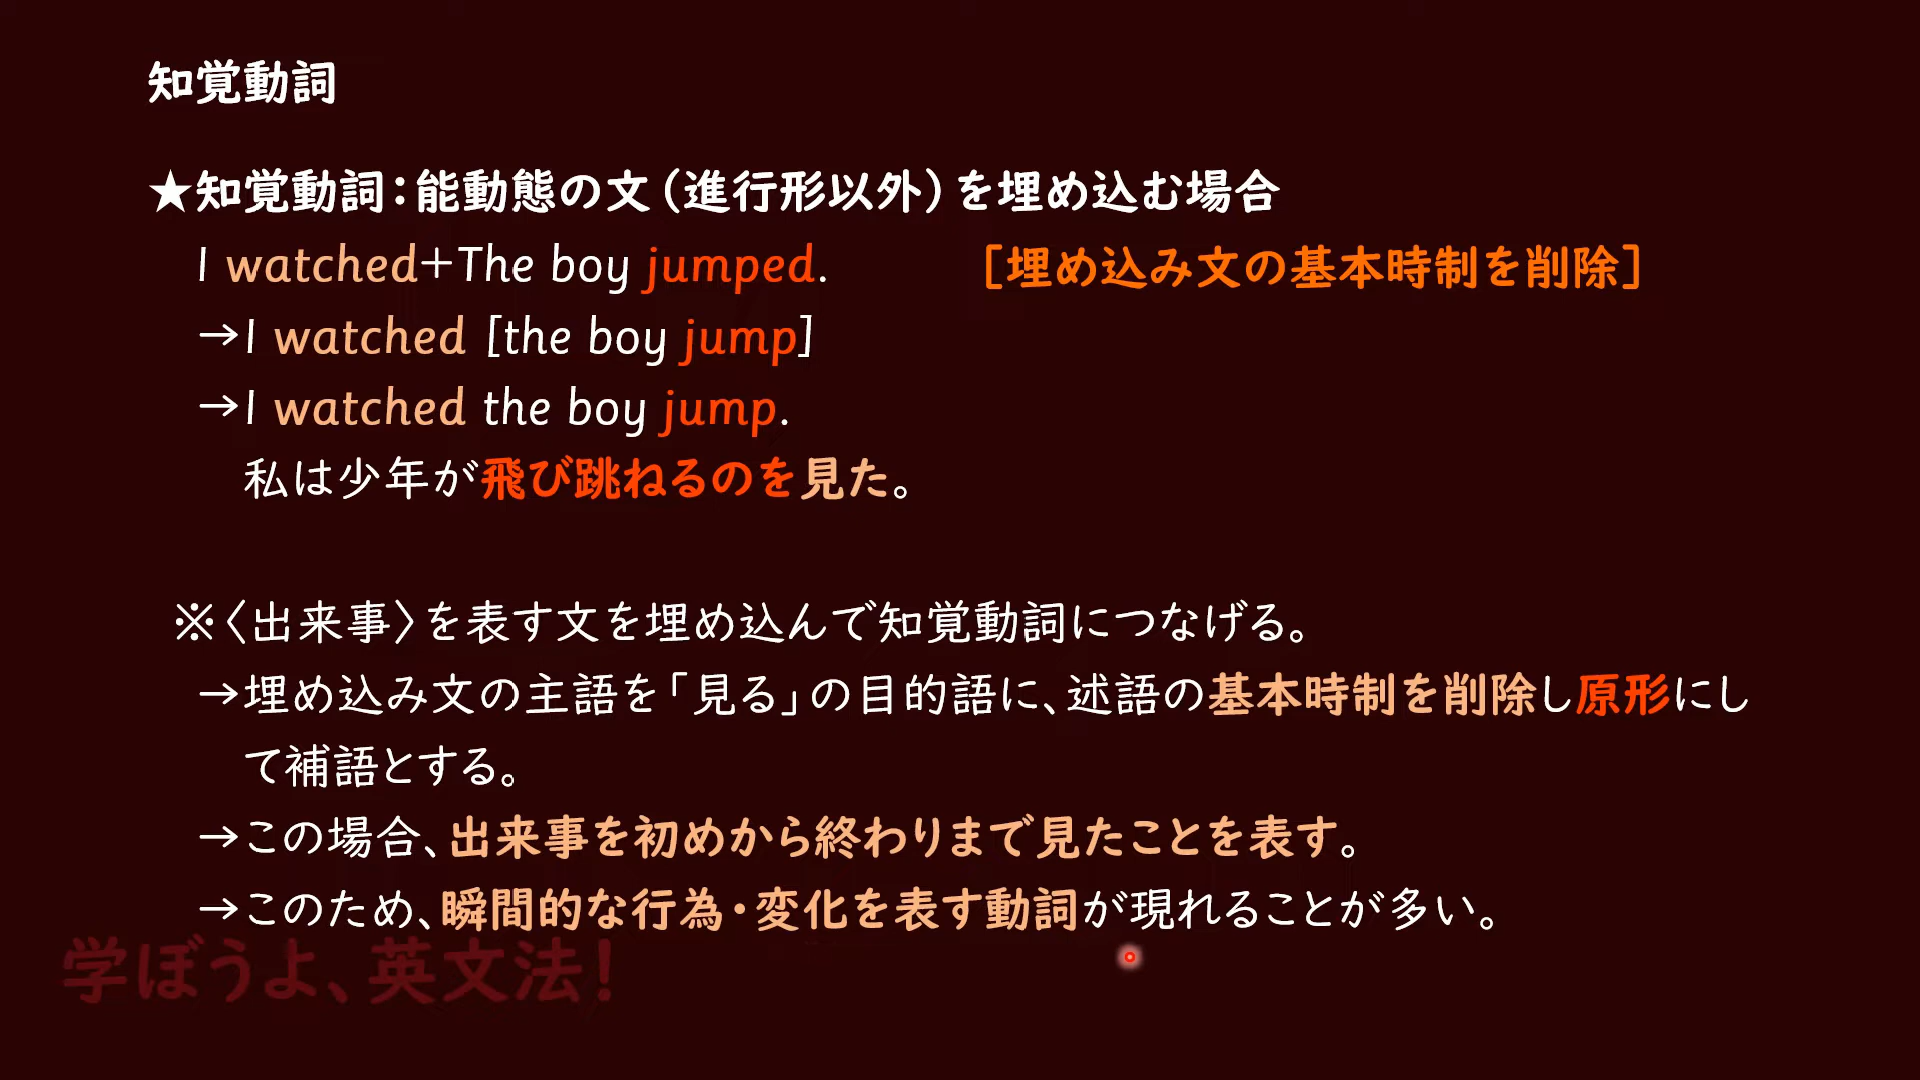 知覚動詞
★知覚動詞：能動態の文（進行形以外）を埋め込む場合
I watched+The boy jumped. [埋め込み文の基本時制を削除]
→I watched [the boy jump]
→I watched the boy jump.
私は少年が飛び跳ねるのを見た。
※〈出来事〉を表す文を埋め込んで知覚動詞につなげる。
→埋め込み文の主語を「見る」の目的語に、述語の基本時制を削除し原形にし
て補語とする。
→この場合、出来事を初めから終わりまで見たことを表す。
→このため、瞬間的な行為・変化を表す動詞が現れることが多い。
学ぼうよ、英文法！